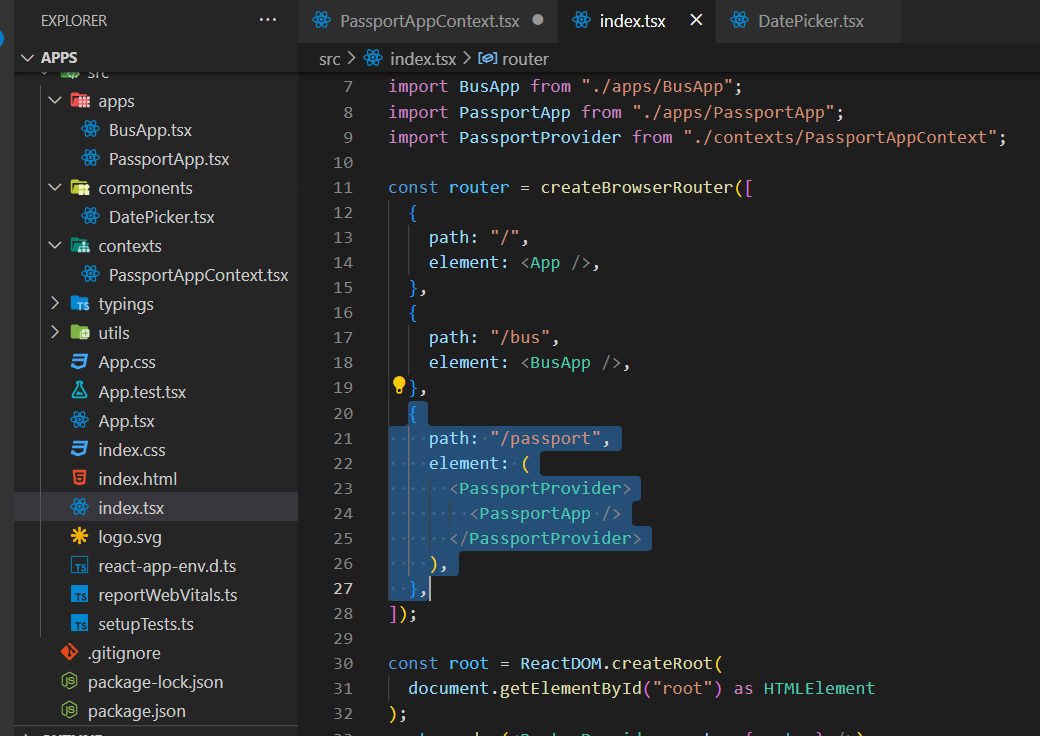 EXPLORER
APPS
src
apps
BusApp.tsx
PassportApp.tsx
components
DatePicker.tsx
contexts
PassportAppContext.tsx
typings
utils
App.css
App.test.tsx
App.tsx
index.css
index.html
index.tsx
logo.svg
react-app-env.d.ts
reportWebVitals.ts
setupTests.ts
.gitignore
package-lock.json
package.json
PassportAppContext.tsx
index.tsx
DatePicker.tsx
src > index.tsx > router
7 import BusApp from "./apps/BusApp";
8 import PassportApp from "./apps/PassportApp";
9 import PassportProvider from "./contexts/PassportAppContext";
10
11 const router = createBrowserRouter([
12 {
13 path: "/",
14 element: <App />,
15 },
16 {
17 path: "/bus",
18 element: <BusApp />,
19 },
20 {
21 path: "/passport",
22 element: (
23 <PassportProvider>
24 <PassportApp />
25 </PassportProvider>
26 ),
27 },
28 ]);
29
30 const root = ReactDOM.createRoot(
31 document.getElementById("root") as HTMLElement
32 );